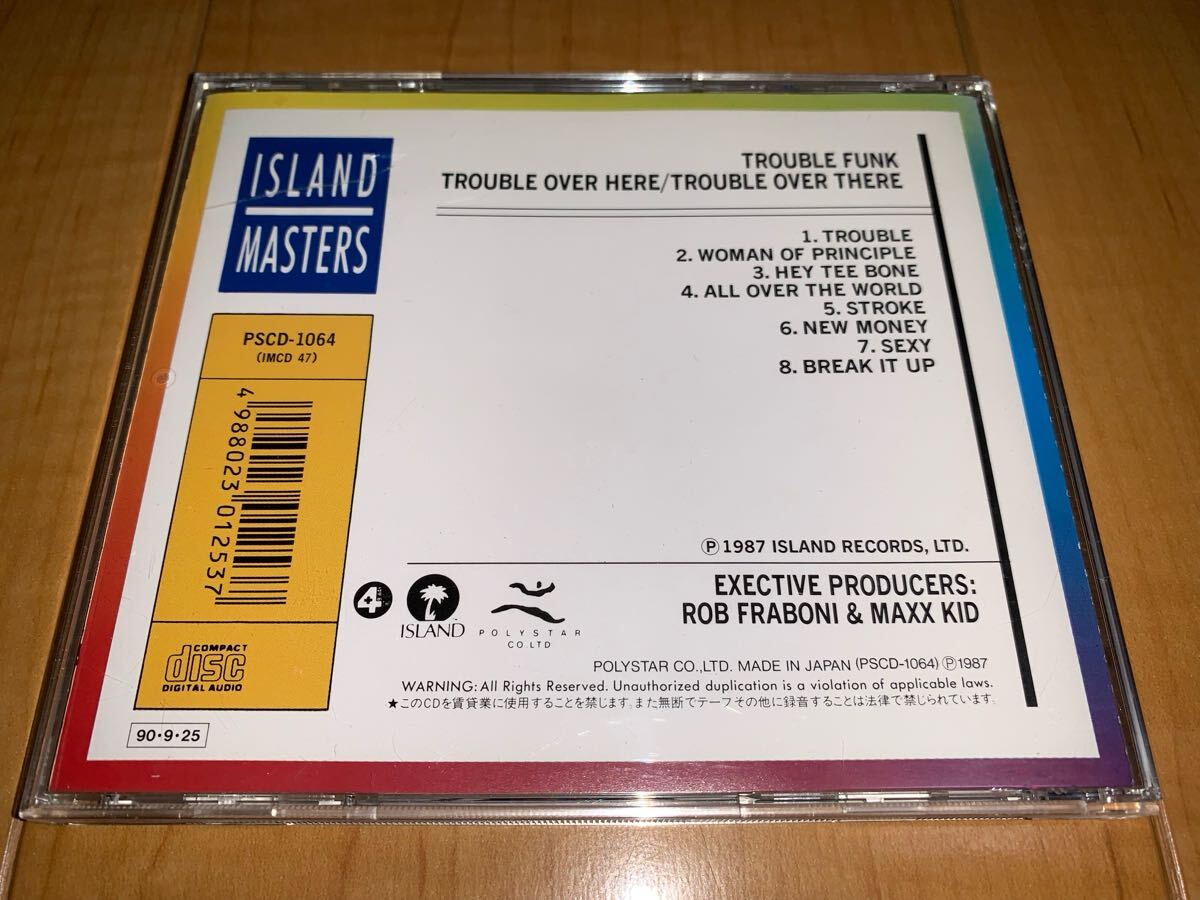 ISLAND
MASTERS
TROUBLE FUNK
TROUBLE OVER HERE/TROUBLE OVER THERE
1. TROUBLE
2. WOMAN OF PRINCIPLE
3. HEY TEE BONE
4. ALL OVER THE WORLD
5. STROKE
6. NEW MONEY
7. SEXY
8. BREAK IT UP
PSCD-1064
(IMCD 47)
4 988023 012537
COMPACT
disc
DIGITAL AUDIO
90・9・25
Ⓟ 1987 ISLAND RECORDS, LTD.
EXECTIVE PRODUCERS:
ROB FRABONI & MAXX KID
4
ISLAND
POLYSTAR
CO LTD
POLYSTAR CO.,LTD. MADE IN JAPAN (PSCD-1064) Ⓟ1987
WARNING: All Rights Reserved. Unauthorized duplication is a violation of applicable laws.
★このCDを賃貸業に使用することを禁じます。また無断でテープその他に録音することは法律で禁じられています。